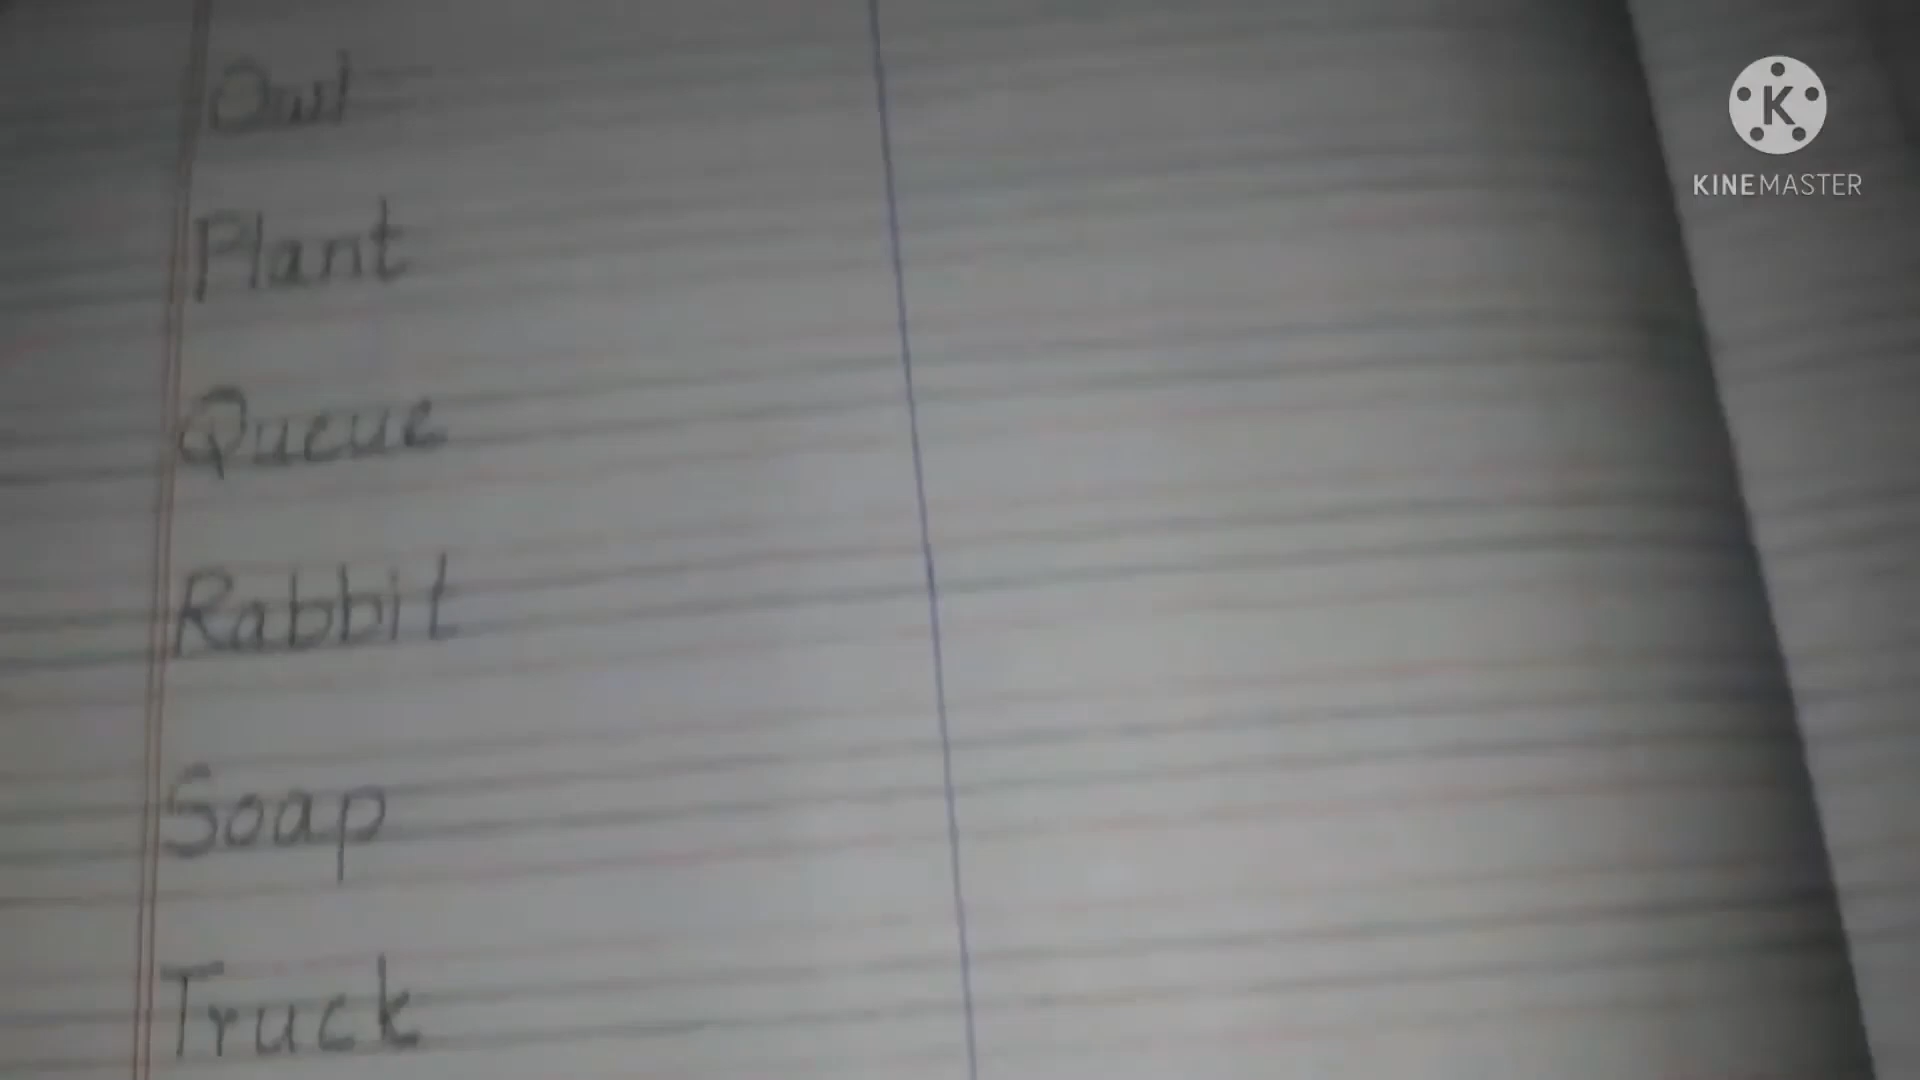 Owl
Plant
Queue
Rabbit
Soap
Truck
K
KINEMASTER